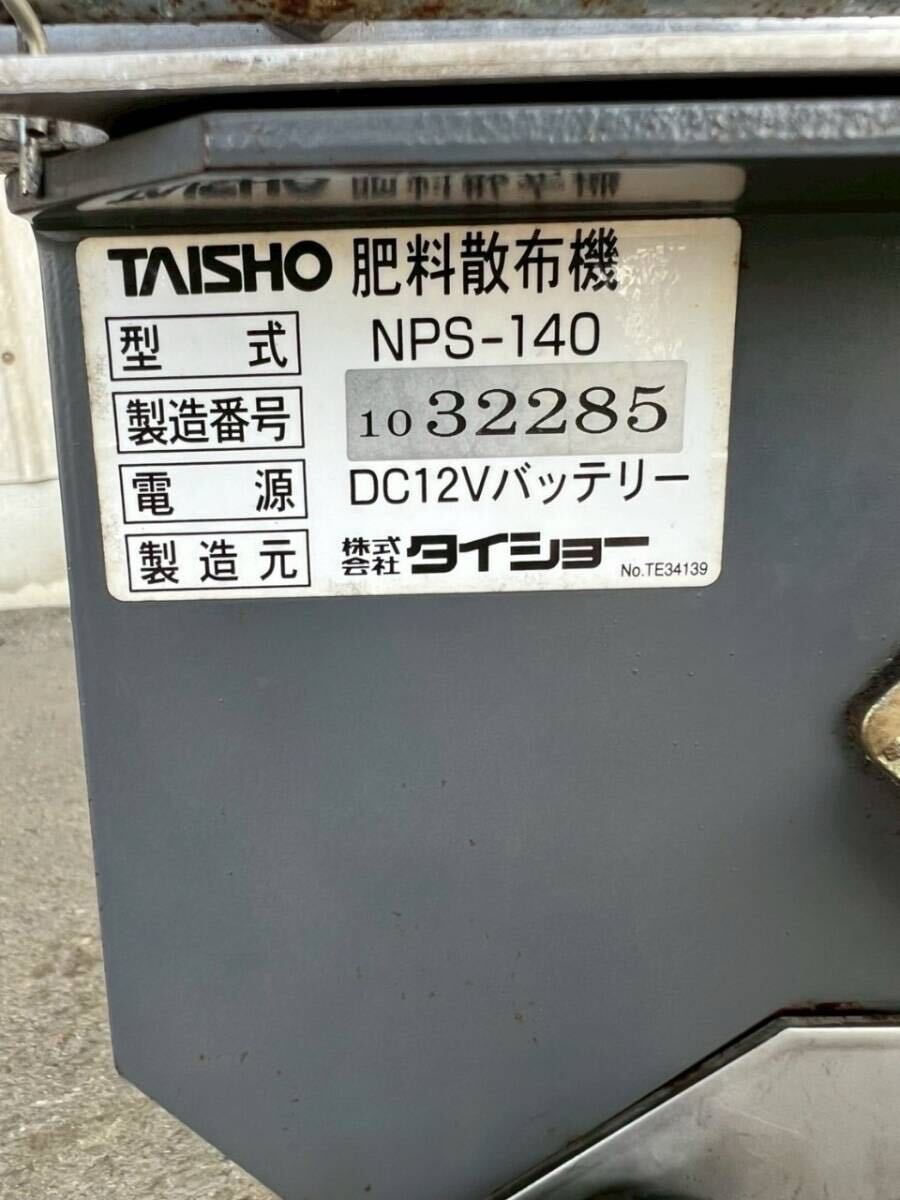 TAISHO 肥料散布機
型式 NPS-140
製造番号 10 32285
電源 DC12Vバッテリー
製造元 株式会社 タイショー
No.TE34139